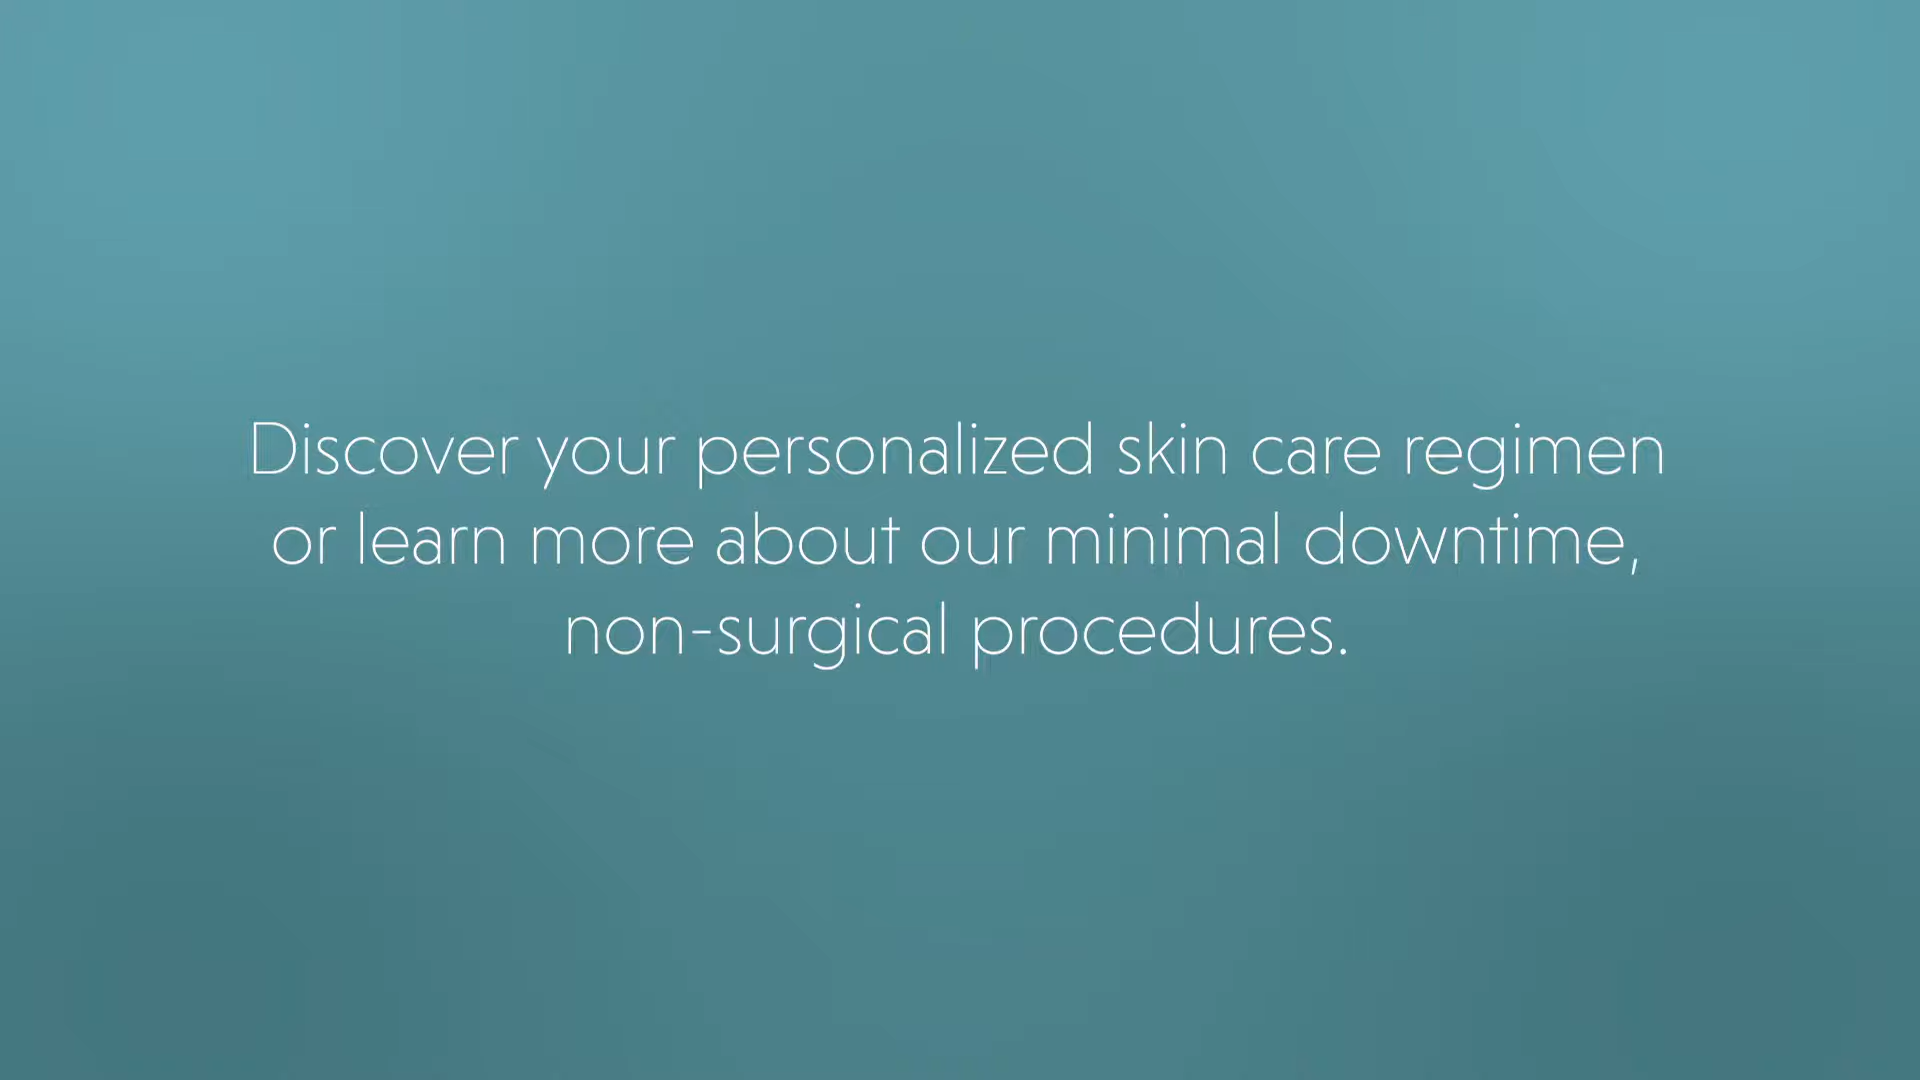 Discover your personalized skin care regimen
or learn more about our minimal downtime,
non-surgical procedures.